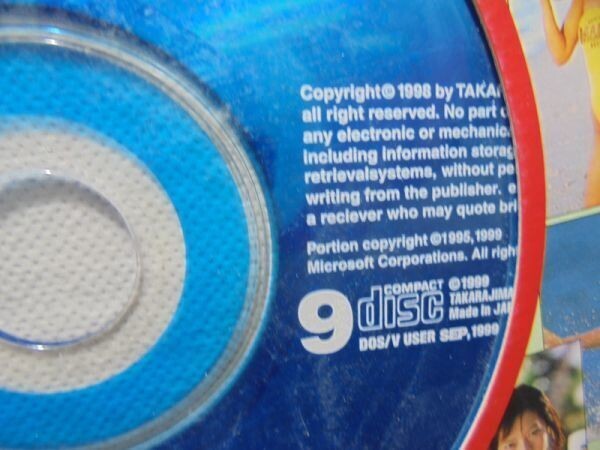 Copyright© 1998 by
all right reserved. No part
any electronic or
including information
retrievalsystems, without
writing from the publisher.
a reciever who may quote
Portion copyright ©1995,1999
Microsoft Corporations. All
9
COMPACT
disc
©1999
Made in
DOS/V USER SEP,1999